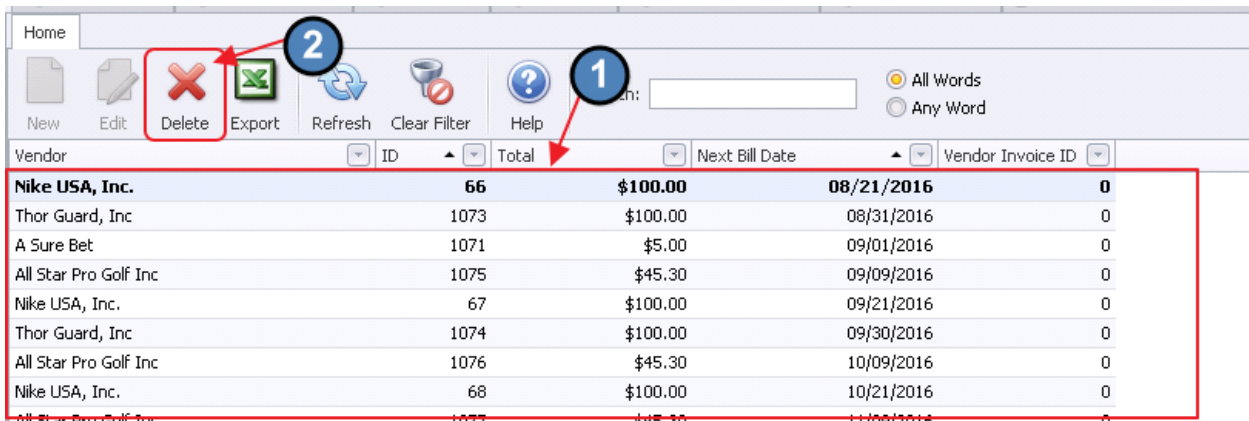 Home
2
1
All Words
Any Word
New Edit Delete Export Refresh Clear Filter Help
Vendor ID Total Next Bill Date Vendor Invoice ID
Nike USA, Inc. 66 $100.00 08/21/2016 0
Thor Guard, Inc 1073 $100.00 08/31/2016 0
A Sure Bet 1071 $5.00 09/01/2016 0
All Star Pro Golf Inc 1075 $45.30 09/09/2016 0
Nike USA, Inc. 67 $100.00 09/21/2016 0
Thor Guard, Inc 1074 $100.00 09/30/2016 0
All Star Pro Golf Inc 1076 $45.30 10/09/2016 0
Nike USA, Inc. 68 $100.00 10/21/2016 0